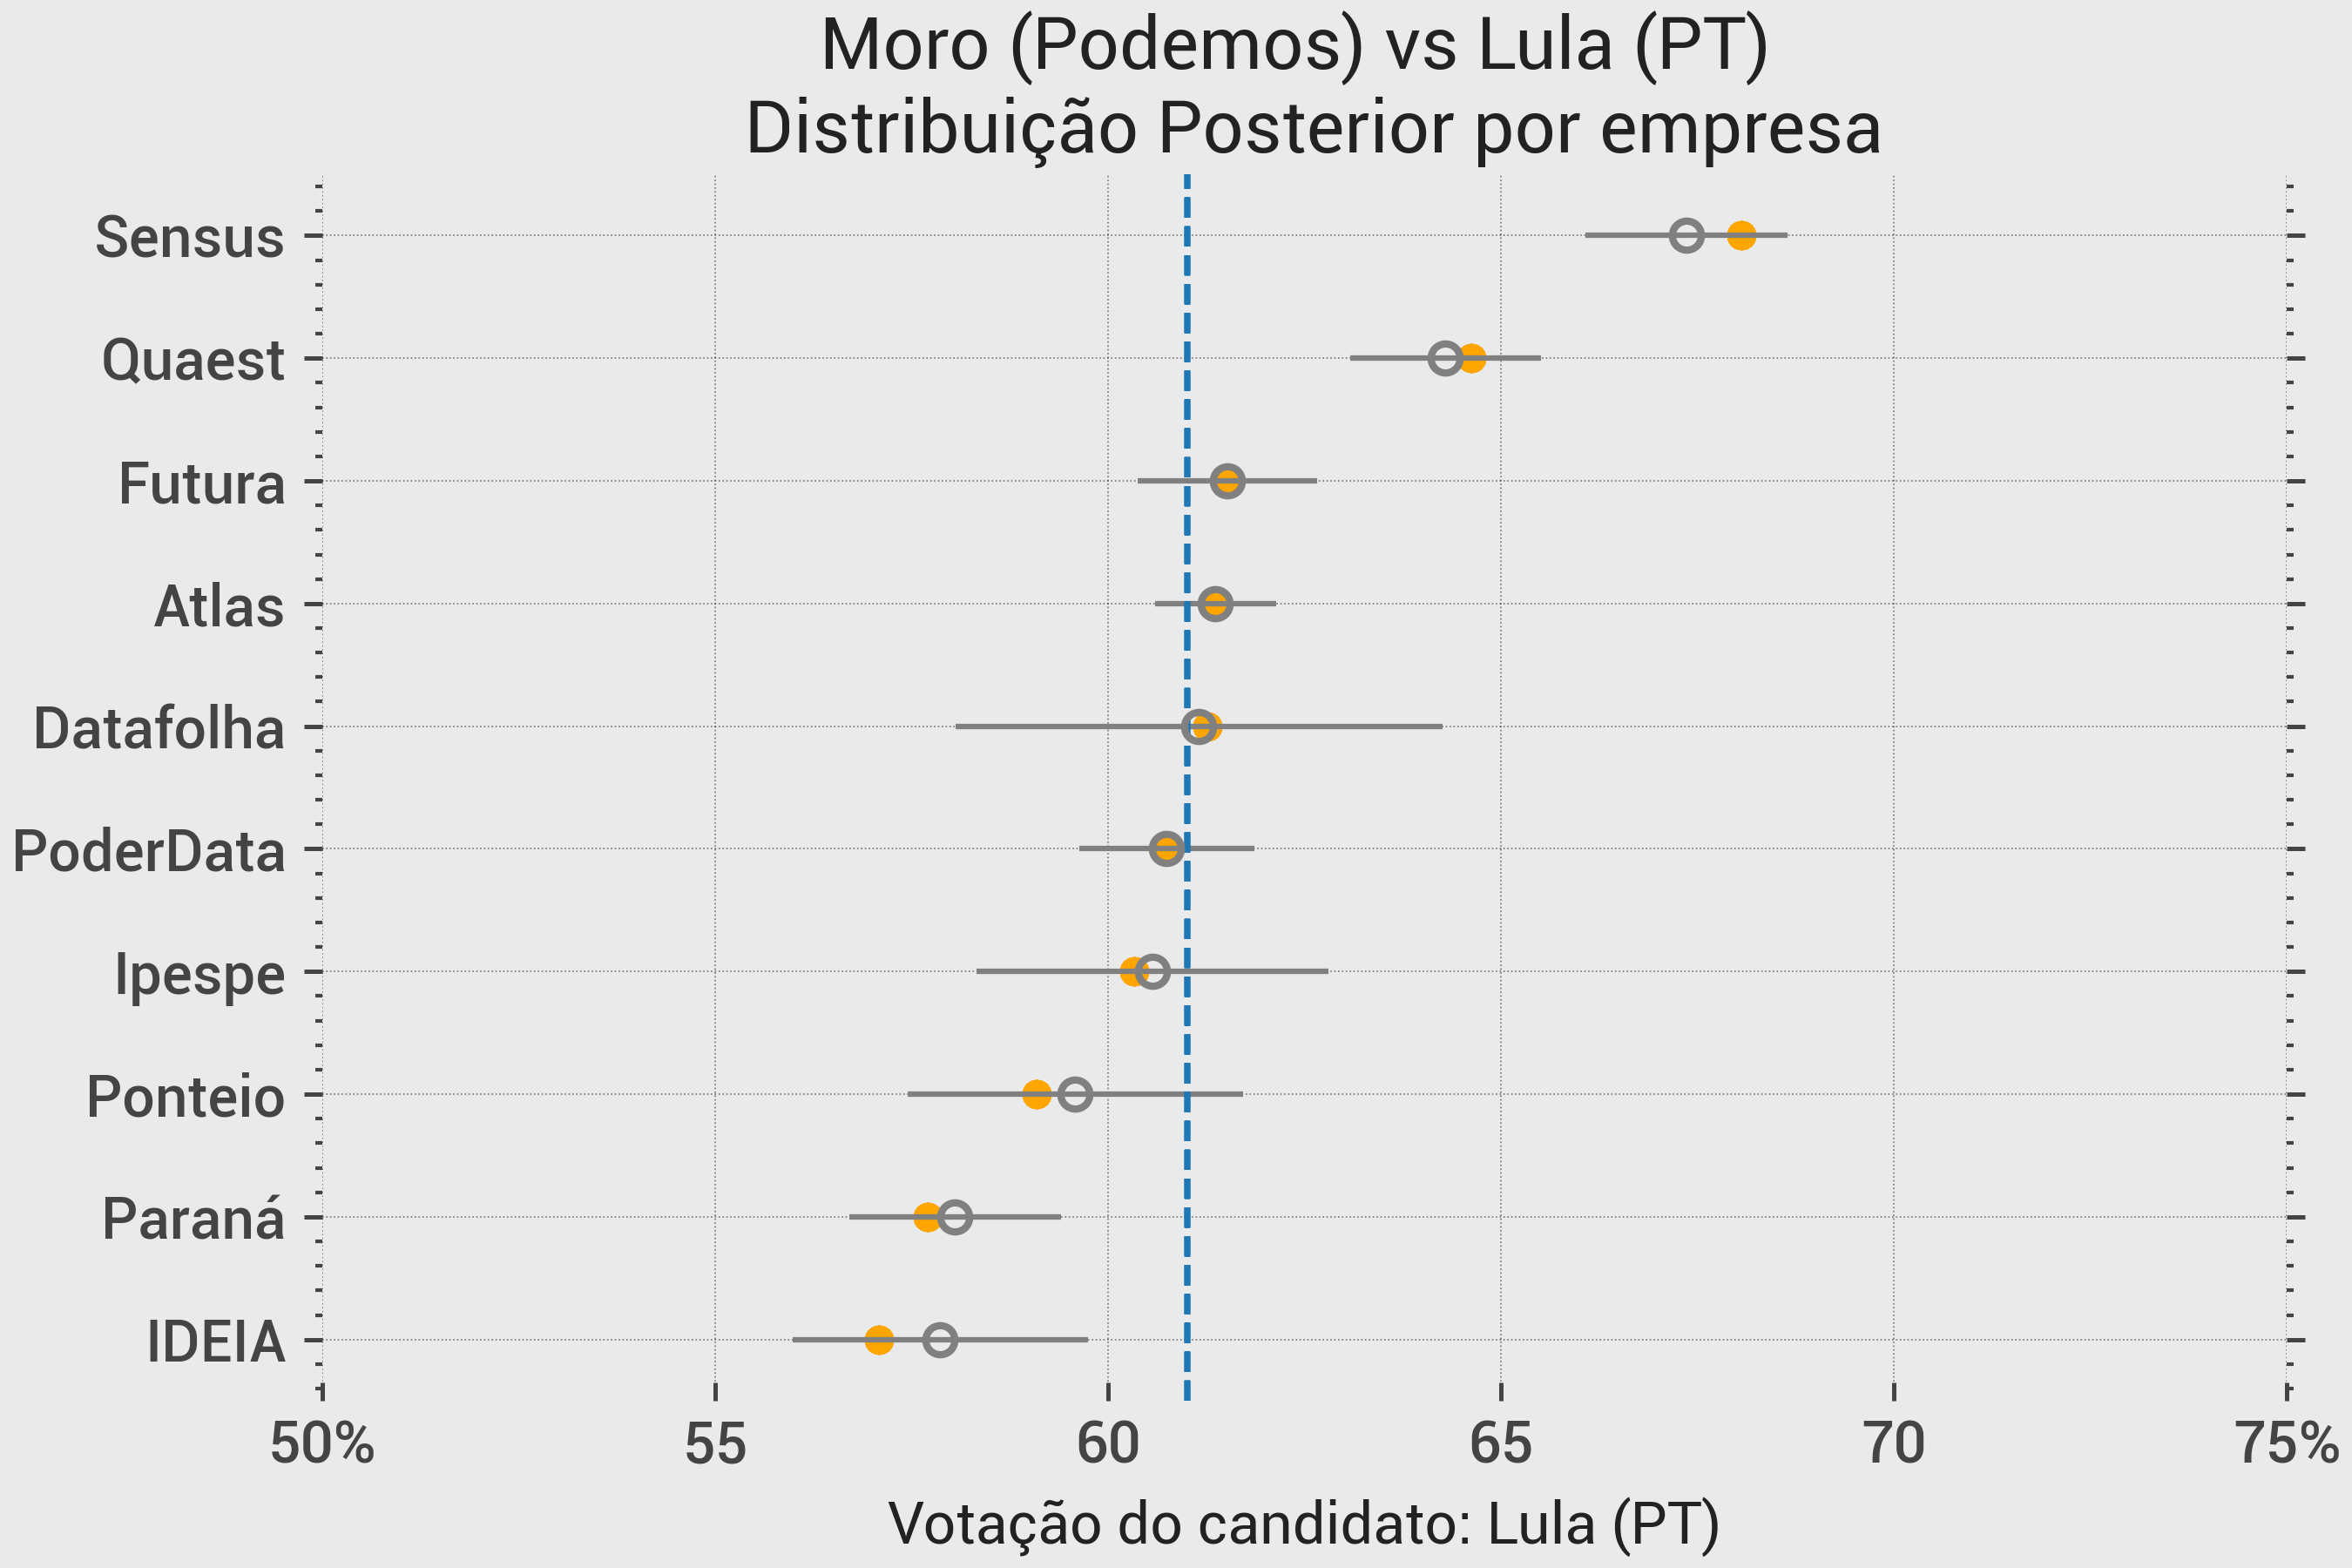 Moro (Podemos) vs Lula (PT)
Distribuição Posterior por empresa
Sensus
Quaest
Futura
Atlas
Datafolha
PoderData
Ipespe
Ponteio
Paraná
IDEIA
50% 55 60 65 70 75%
Votação do candidato: Lula (PT)